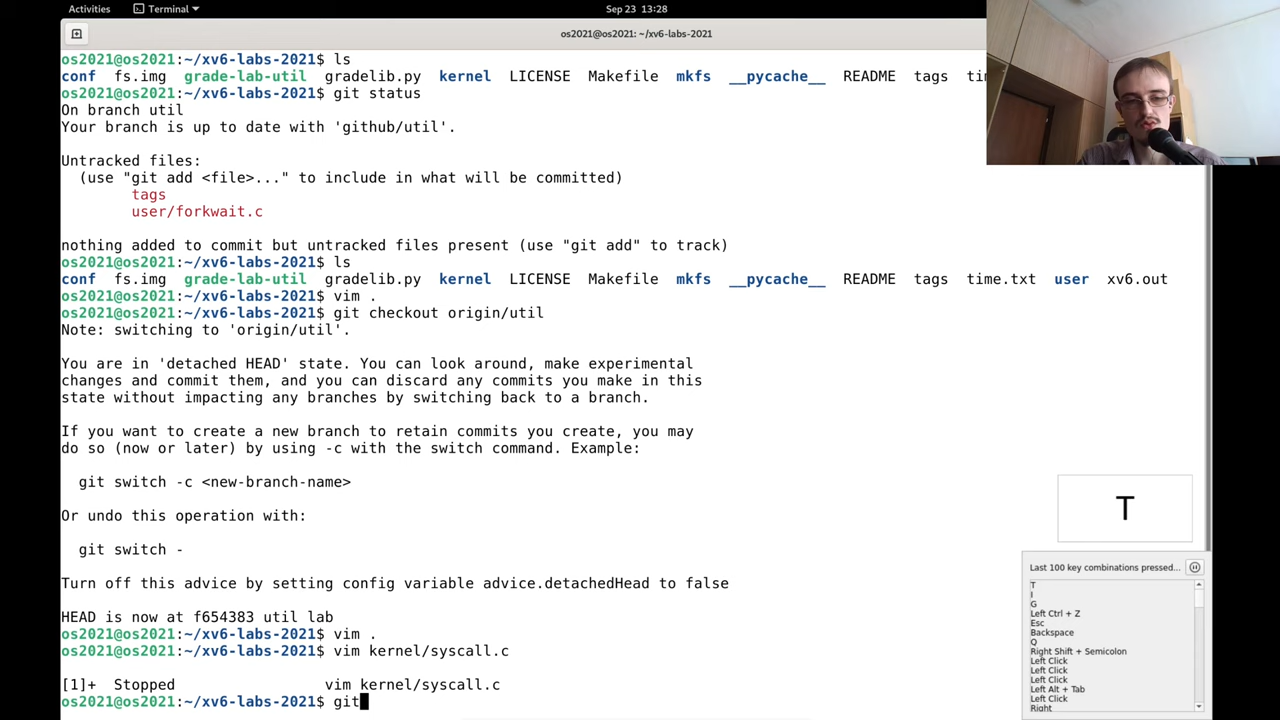 Activities Terminal Sep 23 13:28
os2021@os2021: ~/xv6-labs-2021
os2021@os2021:~/xv6-labs-2021$ ls
conf fs.img grade-lab-util gradelib.py kernel LICENSE Makefile mkfs __pycache__ README tags
os2021@os2021:~/xv6-labs-2021$ git status
On branch util
Your branch is up to date with 'github/util'.
Untracked files:
(use "git add <file>..." to include in what will be committed)
tags
user/forkwait.c
nothing added to commit but untracked files present (use "git add" to track)
os2021@os2021:~/xv6-labs-2021$ ls
conf fs.img grade-lab-util gradelib.py kernel LICENSE Makefile mkfs __pycache__ README tags time.txt user xv6.out
os2021@os2021:~/xv6-labs-2021$ vim .
os2021@os2021:~/xv6-labs-2021$ git checkout origin/util
Note: switching to 'origin/util'.
You are in 'detached HEAD' state. You can look around, make experimental
changes and commit them, and you can discard any commits you make in this
state without impacting any branches by switching back to a branch.
If you want to create a new branch to retain commits you create, you may
do so (now or later) by using -c with the switch command. Example:
git switch -c <new-branch-name>
Or undo this operation with:
git switch -
Turn off this advice by setting config variable advice.detachedHead to false
HEAD is now at f654383 util lab
os2021@os2021:~/xv6-labs-2021$ vim .
os2021@os2021:~/xv6-labs-2021$ vim kernel/syscall.c
[1]+ Stopped vim kernel/syscall.c
os2021@os2021:~/xv6-labs-2021$ git
T
Last 100 key combinations pressed...
T
I
G
Left Ctrl + Z
Esc
Backspace
Q
Right Shift + Semicolon
Left Click
Left Click
Left Click
Left Alt + Tab
Left Click
Right